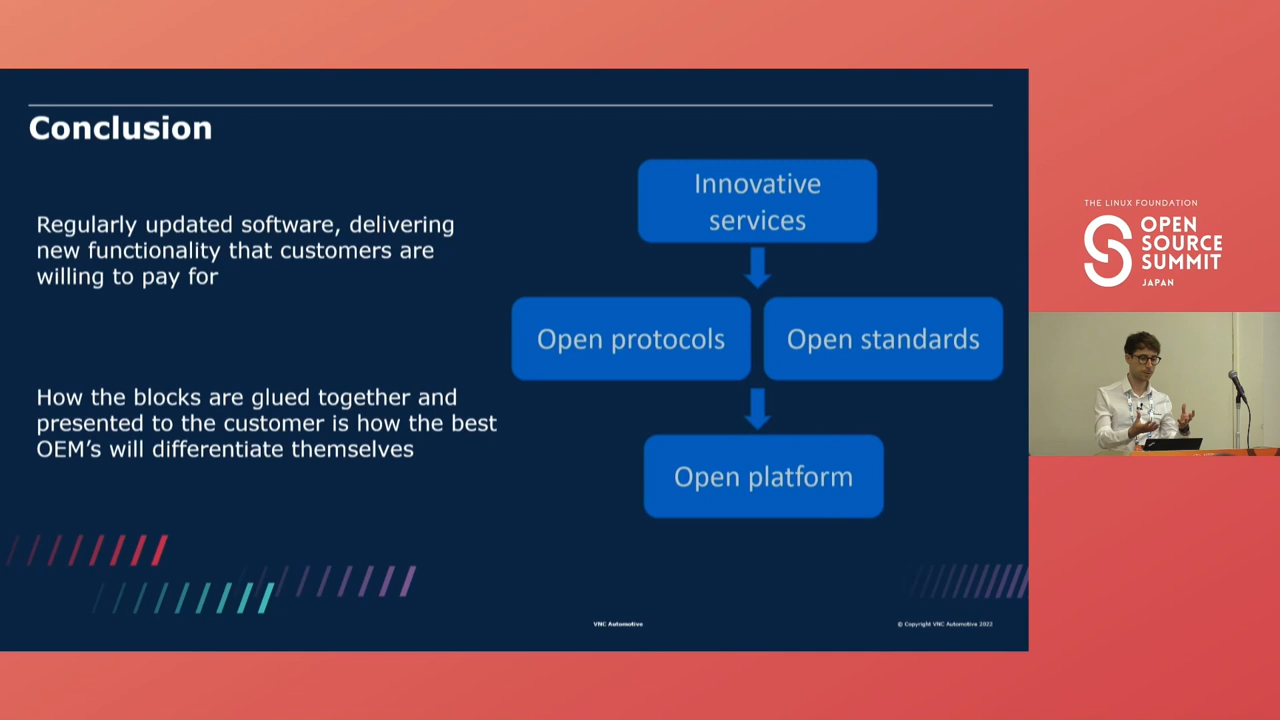 Conclusion
Regularly updated software, delivering
new functionality that customers are
willing to pay for
How the blocks are glued together and
presented to the customer is how the best
OEM's will differentiate themselves
Innovative
services
Open protocols
Open standards
Open platform
VNC Automotive
© Copyright VNC Automotive 2022
THE LINUX FOUNDATION
OPEN
SOURCE
SUMMIT
JAPAN